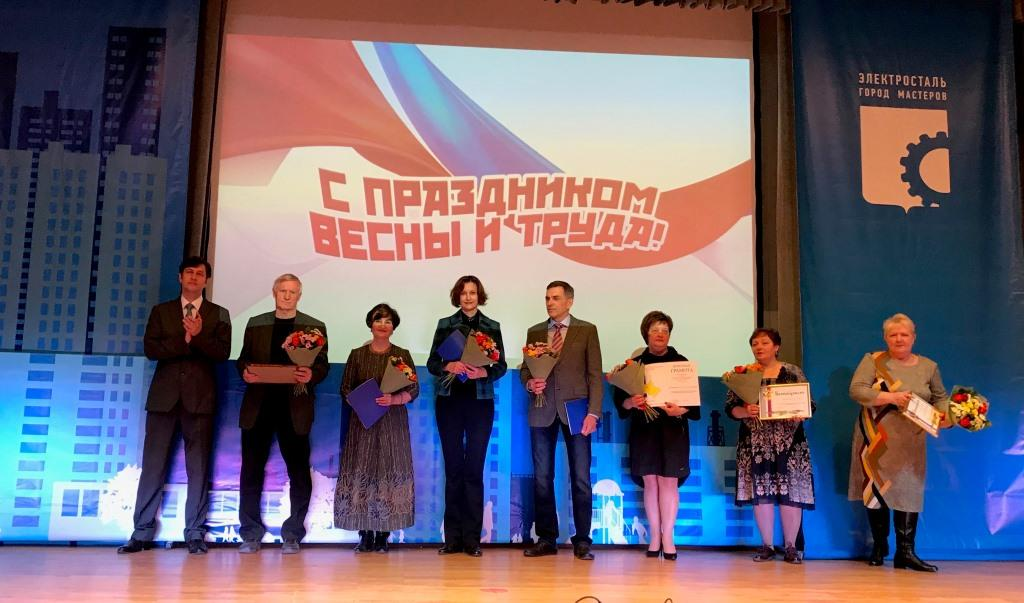 ЭЛЕКТРОСТАЛЬ
ГОРОД МАСТЕРОВ
С ПРАЗДНИКОМ
ВЕСНЫ И ТРУДА!
ГРАМОТА